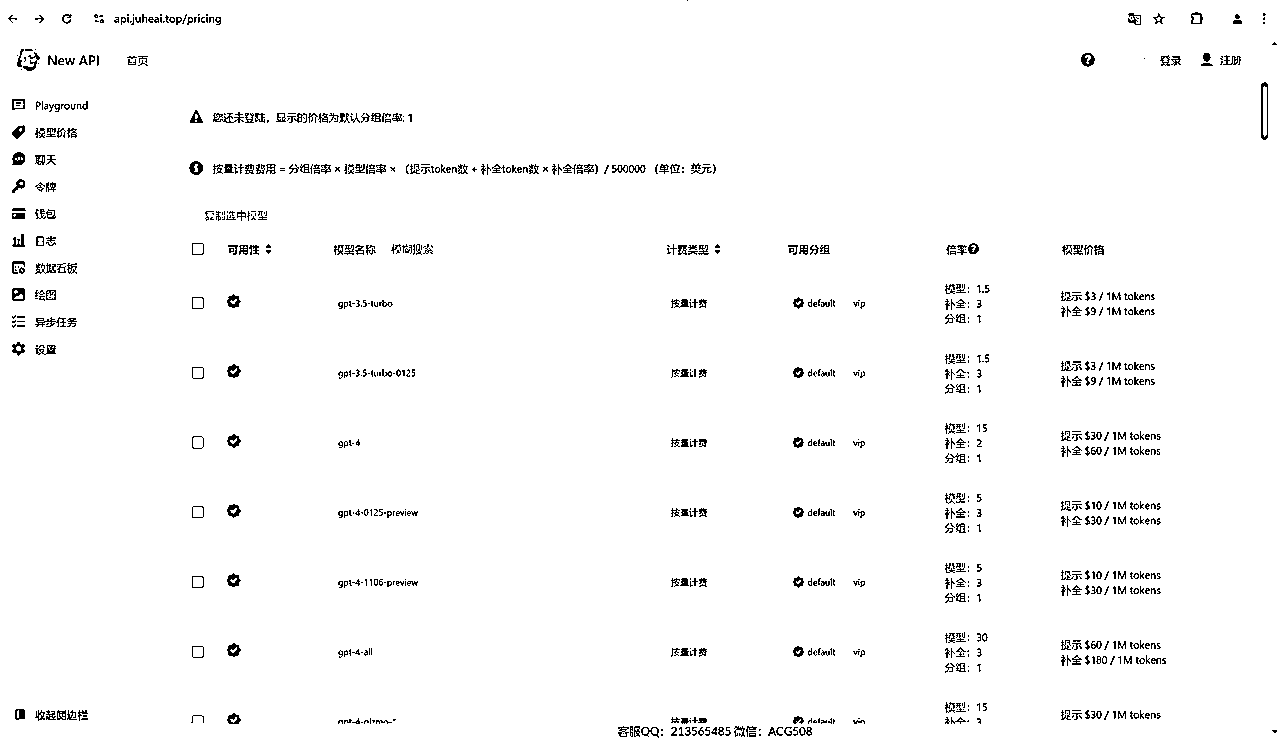 api.juheai.top/pricing
New API 首页 登录 注册
Playground
模型价格
聊天
令牌
钱包
日志
数据看板
绘图
异步任务
设置
收起侧边栏
您还未登陆，显示的价格为默认分组倍率: 1
按量计费费用 = 分组倍率 × 模型倍率 × （提示token数 + 补全token数 × 补全倍率）/ 500000 （单位：美元）
复制选中模型
可用性 模型名称 模糊搜索 计费类型 可用分组 倍率 模型价格
gpt-3.5-turbo 按量计费 default vip
模型：1.5
补全：3
分组：1
提示 $3 / 1M tokens
补全 $9 / 1M tokens
gpt-3.5-turbo-0125 按量计费 default vip
模型：1.5
补全：3
分组：1
提示 $3 / 1M tokens
补全 $9 / 1M tokens
gpt-4 按量计费 default vip
模型：15
补全：2
分组：1
提示 $30 / 1M tokens
补全 $60 / 1M tokens
gpt-4-0125-preview 按量计费 default vip
模型：5
补全：3
分组：1
提示 $10 / 1M tokens
补全 $30 / 1M tokens
gpt-4-1106-preview 按量计费 default vip
模型：5
补全：3
分组：1
提示 $10 / 1M tokens
补全 $30 / 1M tokens
gpt-4-all 按量计费 default vip
模型：30
补全：3
分组：1
提示 $60 / 1M tokens
补全 $180 / 1M tokens
按量计费 default vip
模型：15
补全：3
提示 $30 / 1M tokens
客服QQ：213565485 微信：ACG508